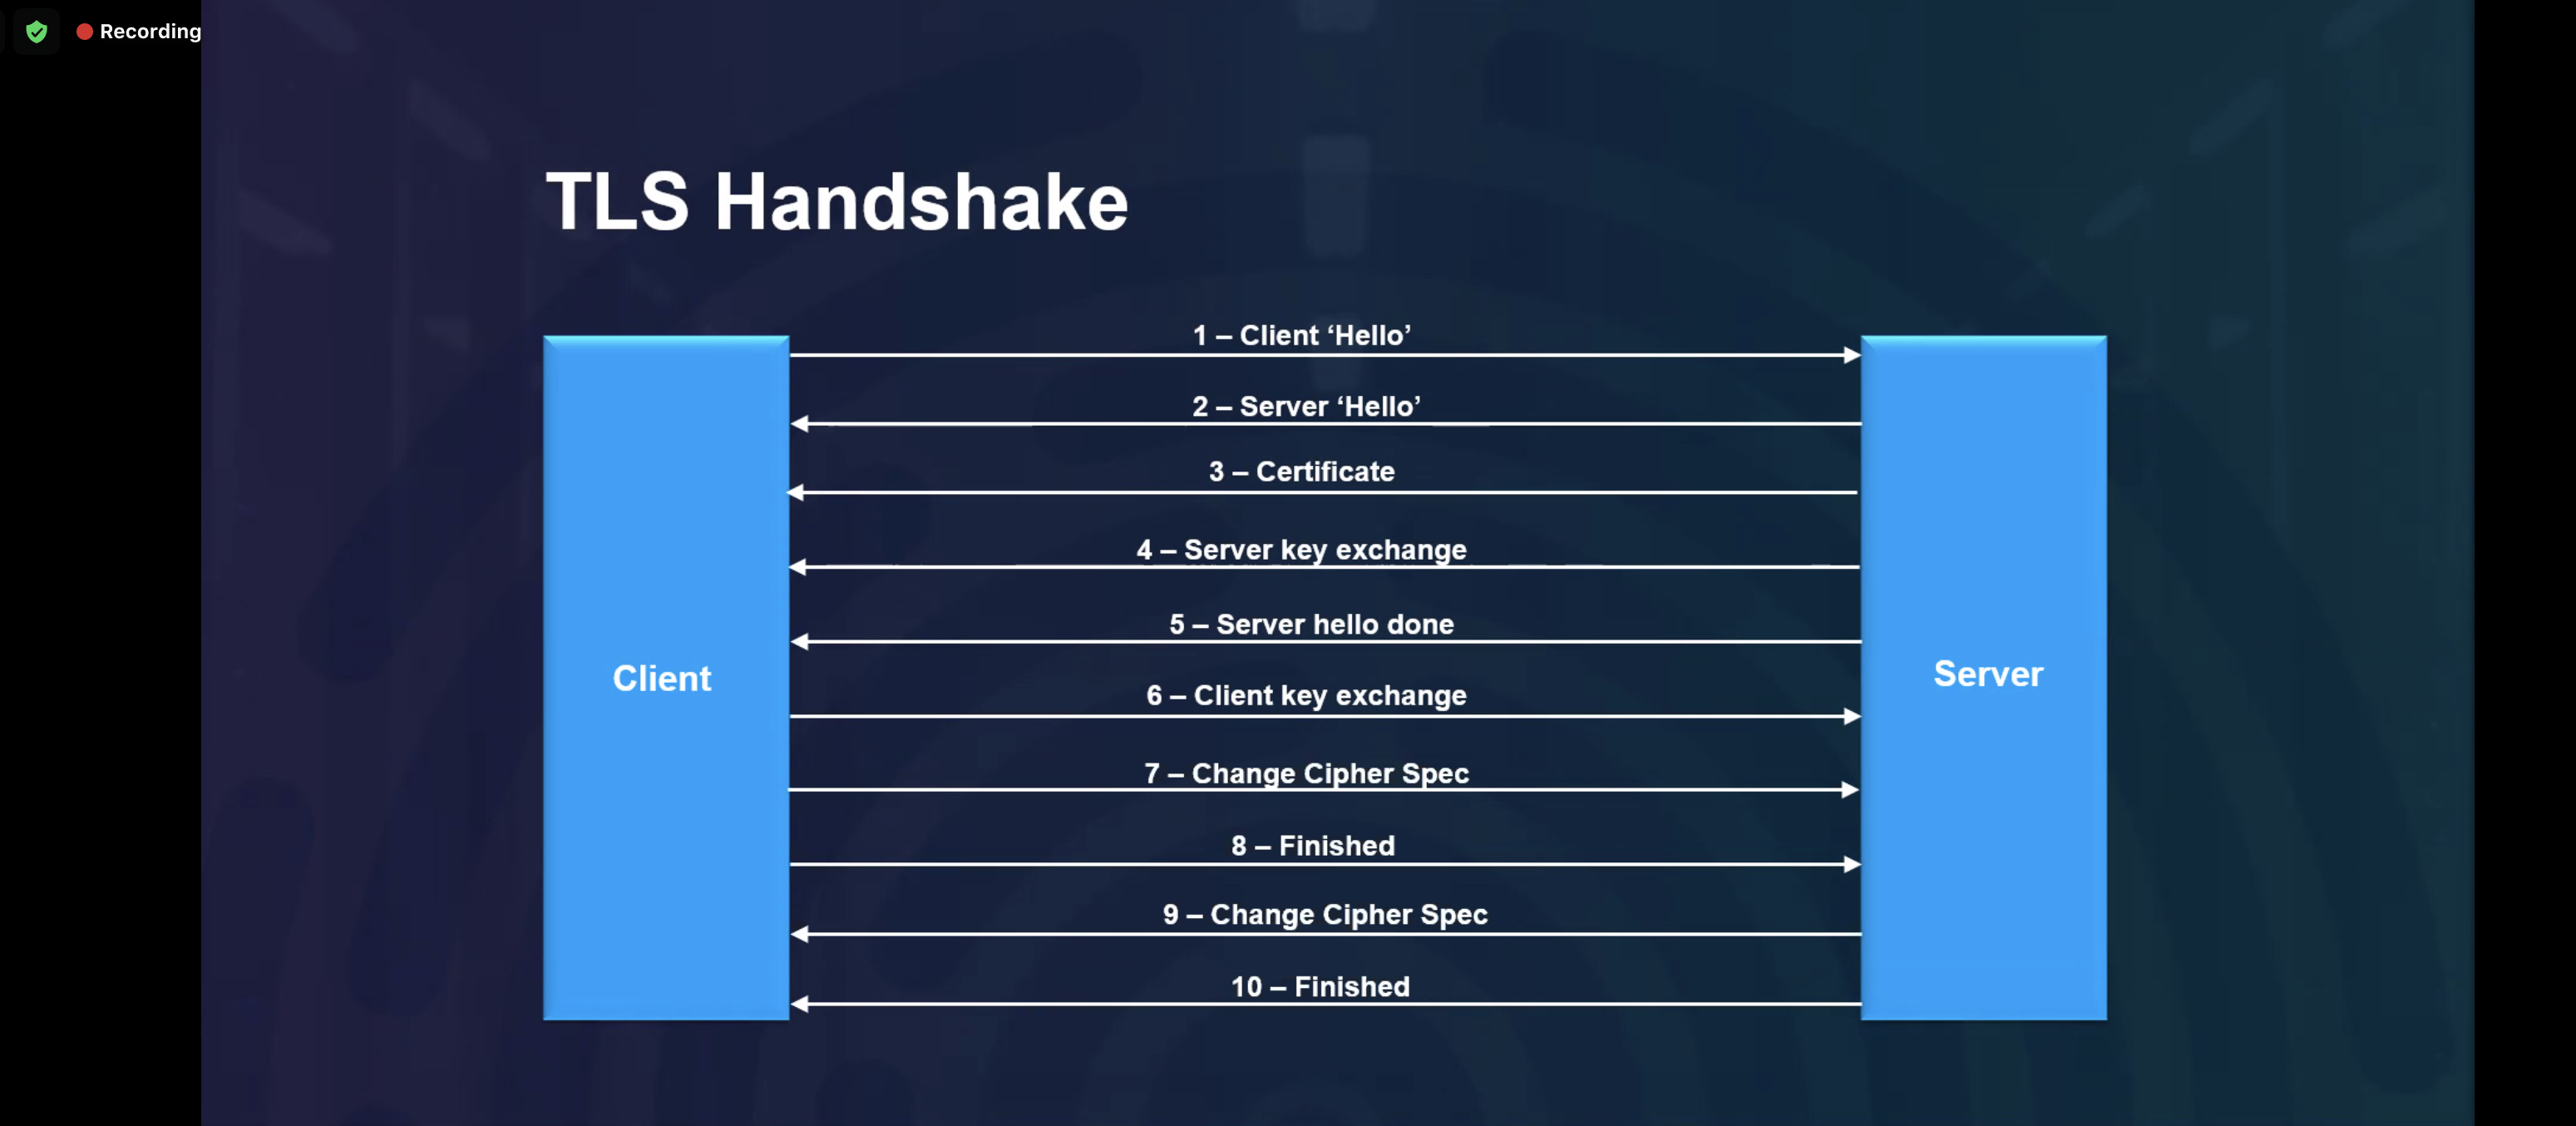 Recording
TLS Handshake
1 – Client ‘Hello’
2 – Server ‘Hello’
3 – Certificate
4 – Server key exchange
5 – Server hello done
Client
Server
6 – Client key exchange
7 – Change Cipher Spec
8 – Finished
9 – Change Cipher Spec
10 – Finished